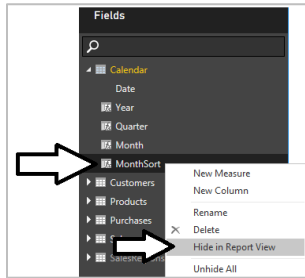 Fields
Calendar
Date
Year
Quarter
Month
MonthSort
Customers
Products
Purchases
New Measure
New Column
Rename
Delete
Hide in Report View
Unhide All